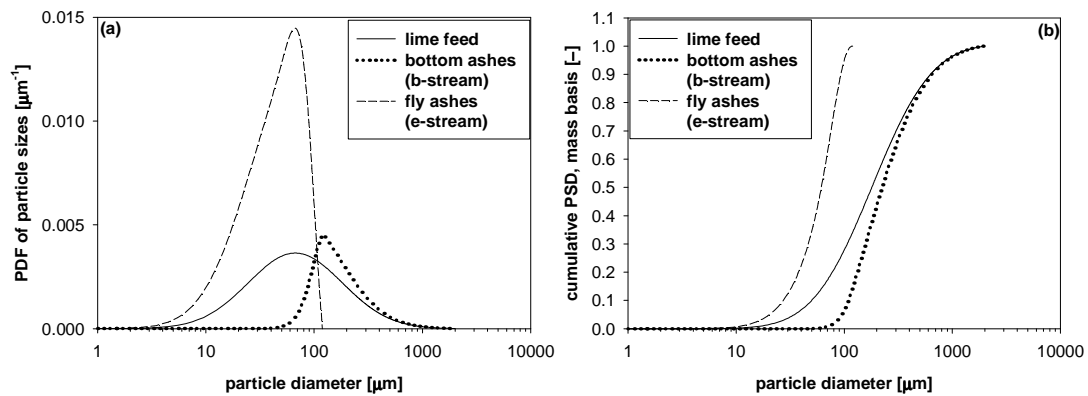 (a)
PDF of particle sizes [μm⁻¹]
0.015
0.010
0.005
0.000
1 10 100 1000 10000
particle diameter [μm]
lime feed
bottom ashes
(b-stream)
fly ashes
(e-stream)
(b)
cumulative PSD, mass basis [–]
1.1
1.0
0.9
0.8
0.7
0.6
0.5
0.4
0.3
0.2
0.1
0.0
1 10 100 1000 10000
particle diameter [μm]
lime feed
bottom ashes
(b-stream)
fly ashes
(e-stream)